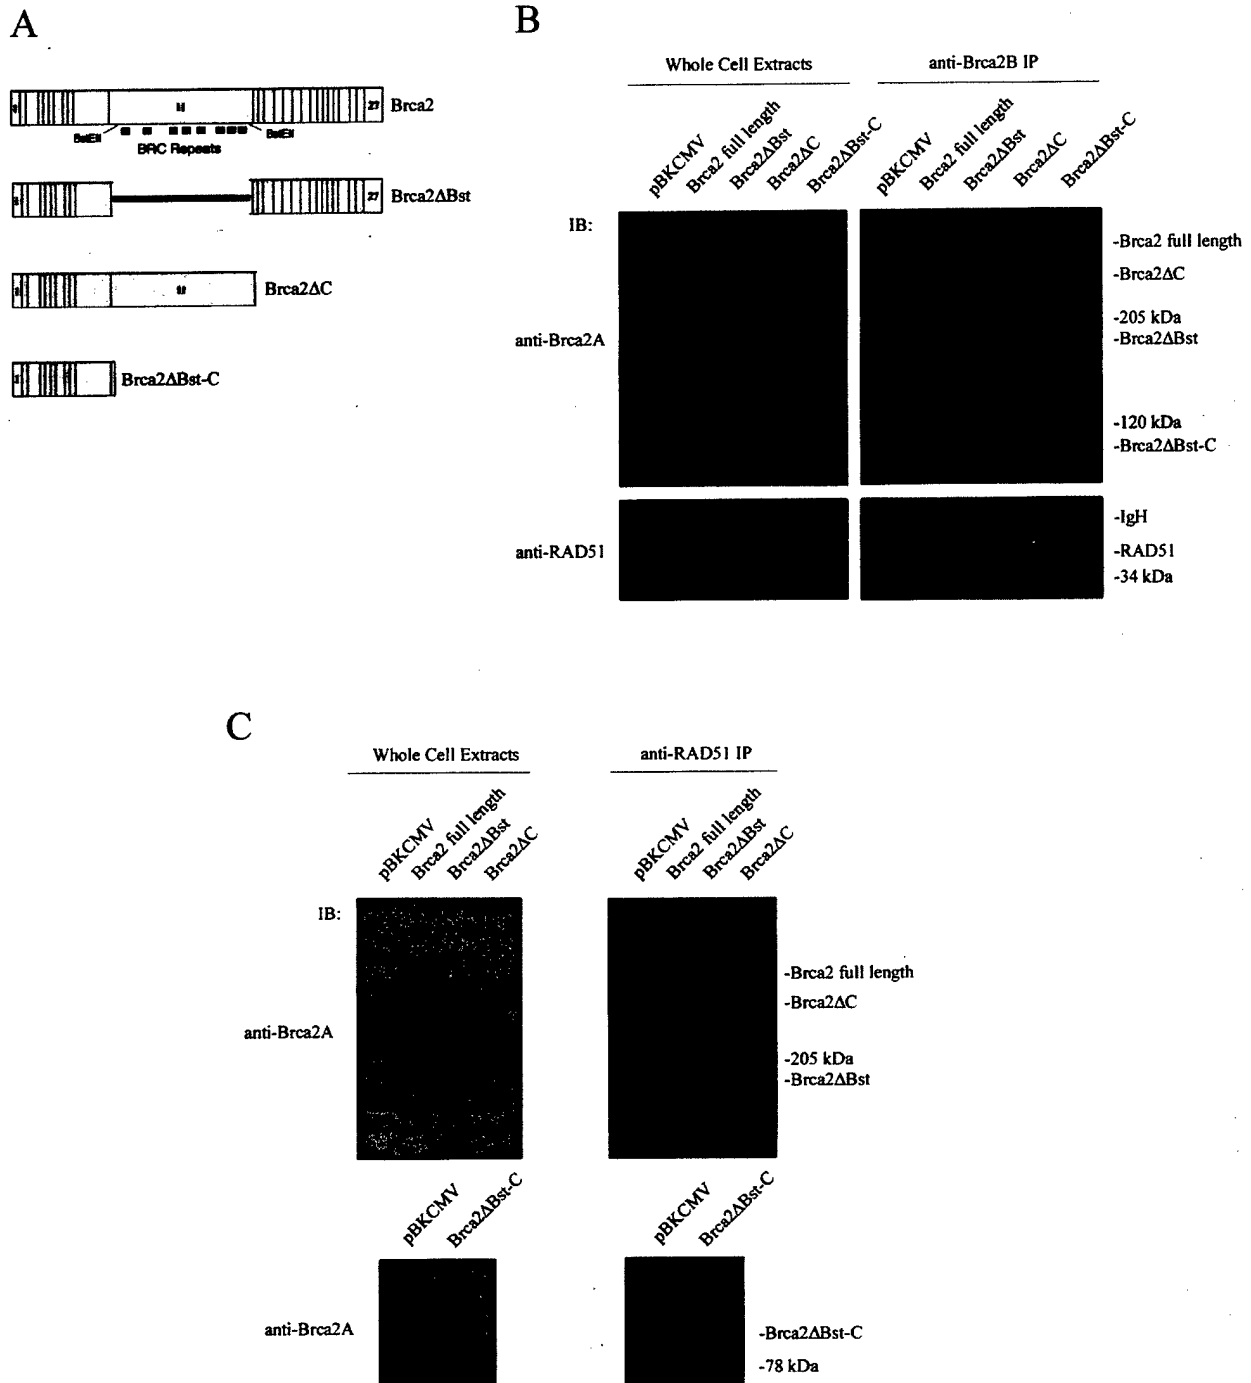 A
Brca2
27
BstEII
BstEII
BRC Repeats
Brca2ΔBst
27
Brca2ΔC
Brca2ΔBst-C
B
Whole Cell Extracts
anti-Brca2B IP
pBKCMV
Brca2 full length
Brca2ΔBst
Brca2ΔC
Brca2ΔBst-C
pBKCMV
Brca2 full length
Brca2ΔBst
Brca2ΔC
Brca2ΔBst-C
IB:
anti-Brca2A
-Brca2 full length
-Brca2ΔC
-205 kDa
-Brca2ΔBst
-120 kDa
-Brca2ΔBst-C
anti-RAD51
-IgH
-RAD51
-34 kDa
C
Whole Cell Extracts
anti-RAD51 IP
pBKCMV
Brca2 full length
Brca2ΔBst
Brca2ΔC
pBKCMV
Brca2 full length
Brca2ΔBst
Brca2ΔC
IB:
anti-Brca2A
-Brca2 full length
-Brca2ΔC
-205 kDa
-Brca2ΔBst
pBKCMV
Brca2ΔBst-C
pBKCMV
Brca2ΔBst-C
anti-Brca2A
-Brca2ΔBst-C
-78 kDa